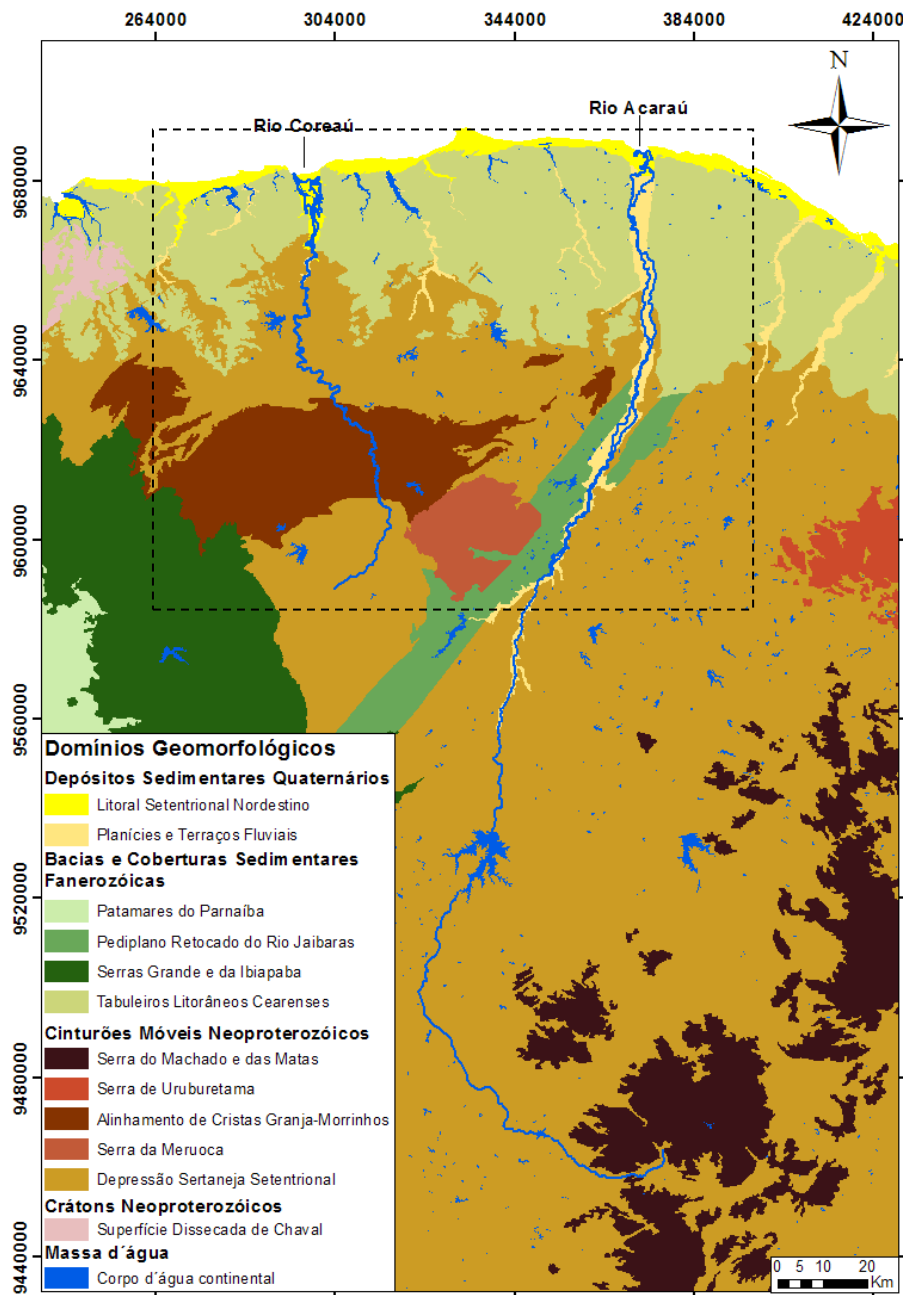 264000 304000 344000 384000 424000
N
Rio Acaraú
Rio Coreaú
9680000
9640000
9600000
9560000
9520000
9480000
9440000
Domínios Geomorfológicos
Depósitos Sedimentares Quaternários
Litoral Setentrional Nordestino
Planícies e Terraços Fluviais
Bacias e Coberturas Sedimentares
Fanerozóicas
Patamares do Parnaíba
Pediplano Retocado do Rio Jaibaras
Serras Grande e da Ibiapaba
Tabuleiros Litorâneos Cearenses
Cinturões Móveis Neoproterozóicos
Serra do Machado e das Matas
Serra de Uruburetama
Alinhamento de Cristas Granja-Morrinhos
Serra da Meruoca
Depressão Sertaneja Setentrional
Crátons Neoproterozóicos
Superfície Dissecada de Chaval
Massa d´água
Corpo d´água continental
0 5 10 20
Km